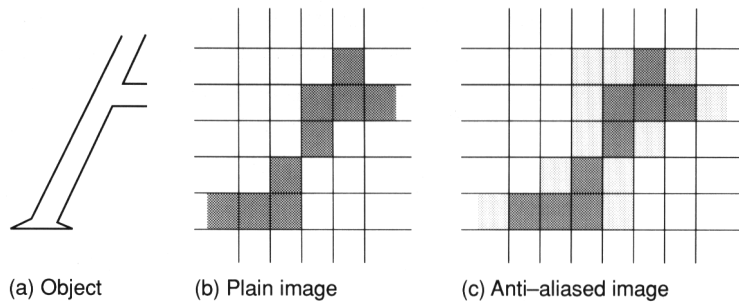 (a) Object
(b) Plain image
(c) Anti–aliased image